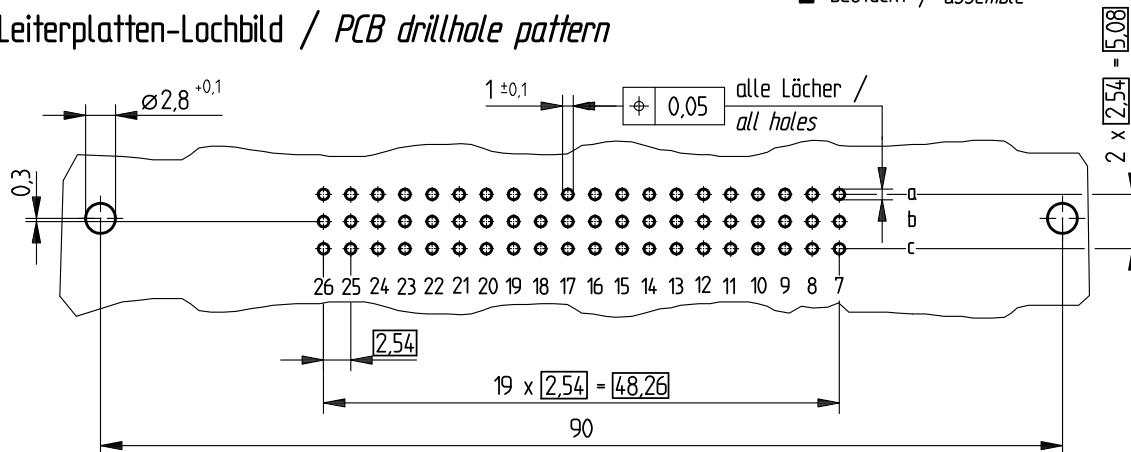 BESTÜCKT / assemble
Leiterplatten-Lochbild / PCB drillhole pattern
2 x 2,54 = 5,08
⌀2,8 +0,1
1 ±0,1
⌖ 0,05
alle Löcher /
all holes
0,3
a
b
c
26 25 24 23 22 21 20 19 18 17 16 15 14 13 12 11 10 9 8 7
2,54
19 x 2,54 = 48,26
90